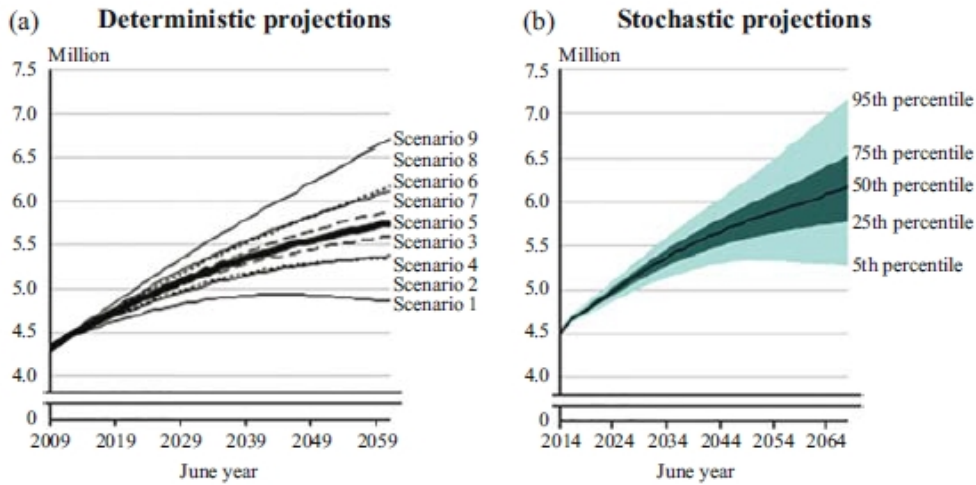 (a) Deterministic projections
Million
7.5
7.0
6.5
6.0
5.5
5.0
4.5
4.0
0
Scenario 9
Scenario 8
Scenario 6
Scenario 7
Scenario 5
Scenario 3
Scenario 4
Scenario 2
Scenario 1
2009 2019 2029 2039 2049 2059
June year
(b) Stochastic projections
Million
7.5
7.0
6.5
6.0
5.5
5.0
4.5
4.0
0
95th percentile
75th percentile
50th percentile
25th percentile
5th percentile
2014 2024 2034 2044 2054 2064
June year